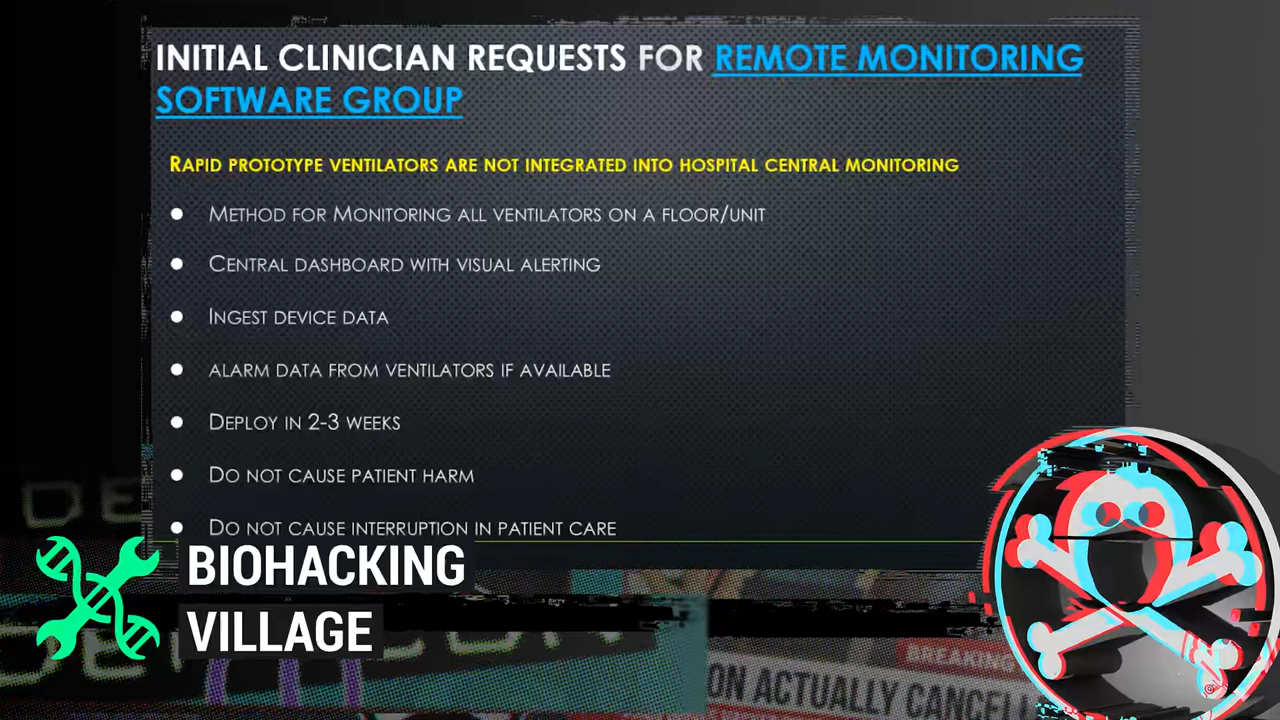 INITIAL CLINICIAN REQUESTS FOR REMOTE MONITORING
SOFTWARE GROUP
RAPID PROTOTYPE VENTILATORS ARE NOT INTEGRATED INTO HOSPITAL CENTRAL MONITORING
METHOD FOR MONITORING ALL VENTILATORS ON A FLOOR/UNIT
CENTRAL DASHBOARD WITH VISUAL ALERTING
INGEST DEVICE DATA
ALARM DATA FROM VENTILATORS IF AVAILABLE
DEPLOY IN 2-3 WEEKS
DO NOT CAUSE PATIENT HARM
DO NOT CAUSE INTERRUPTION IN PATIENT CARE
BIOHACKING
VILLAGE
BREAKING
ON ACTUALLY CANCEL